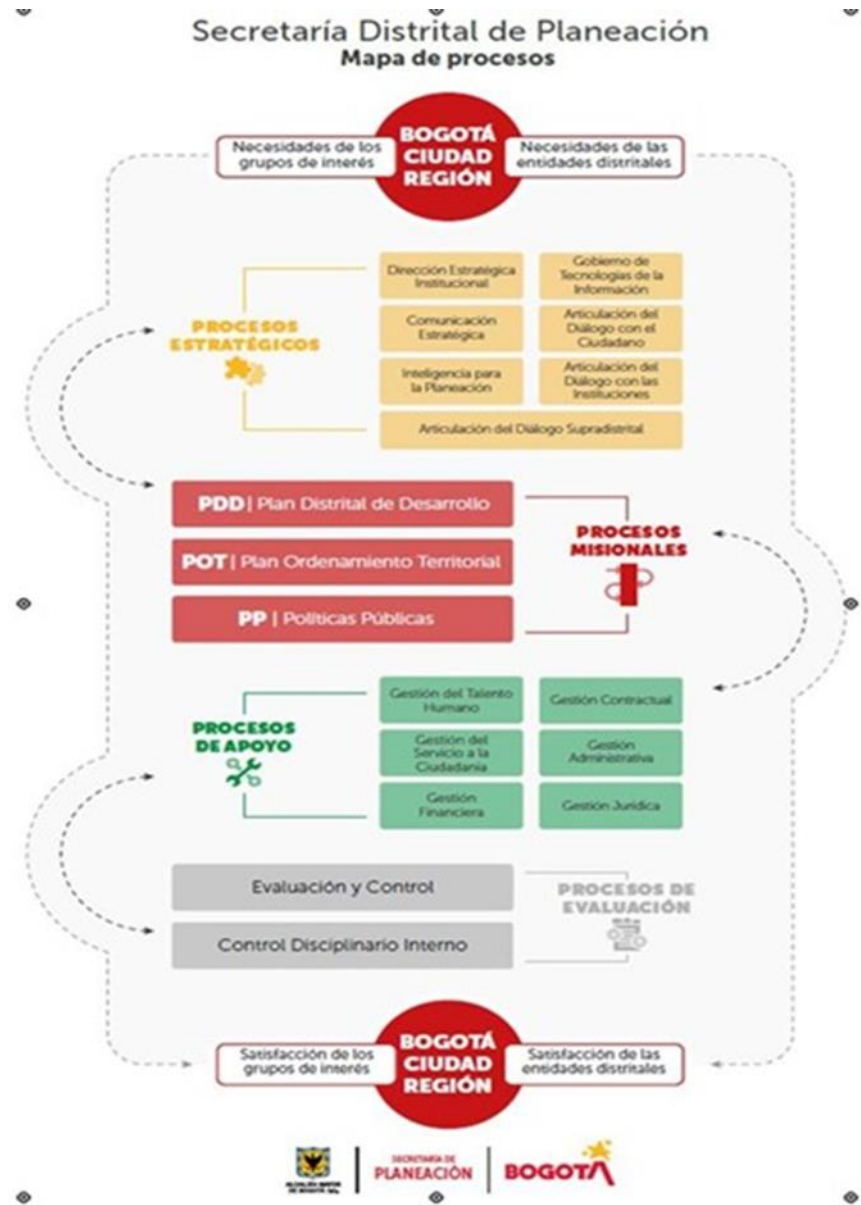 Secretaría Distrital de Planeación
Mapa de procesos
Necesidades de los
grupos de interés
BOGOTÁ
CIUDAD
REGIÓN
Necesidades de las
entidades distritales
PROCESOS
ESTRATÉGICOS
Dirección Estratégica
Institucional
Gobierno de
Tecnologías de la
Información
Comunicación
Estratégica
Articulación del
Diálogo con el
Ciudadano
Inteligencia para
la Planeación
Articulación del
Diálogo con las
Instituciones
Articulación del Diálogo Supradistrital
PDD | Plan Distrital de Desarrollo
POT | Plan Ordenamiento Territorial
PP | Políticas Públicas
PROCESOS
MISIONALES
PROCESOS
DE APOYO
Gestión del Talento
Humano
Gestión Contractual
Gestión del
Servicio a la
Ciudadanía
Gestión
Administrativa
Gestión
Financiera
Gestión Jurídica
Evaluación y Control
Control Disciplinario Interno
PROCESOS DE
EVALUACIÓN
Satisfacción de los
grupos de interés
BOGOTÁ
CIUDAD
REGIÓN
Satisfacción de las
entidades distritales
ALCALDÍA MAYOR
DE BOGOTÁ D.C.
SECRETARÍA DE
PLANEACIÓN
BOGOTÁ